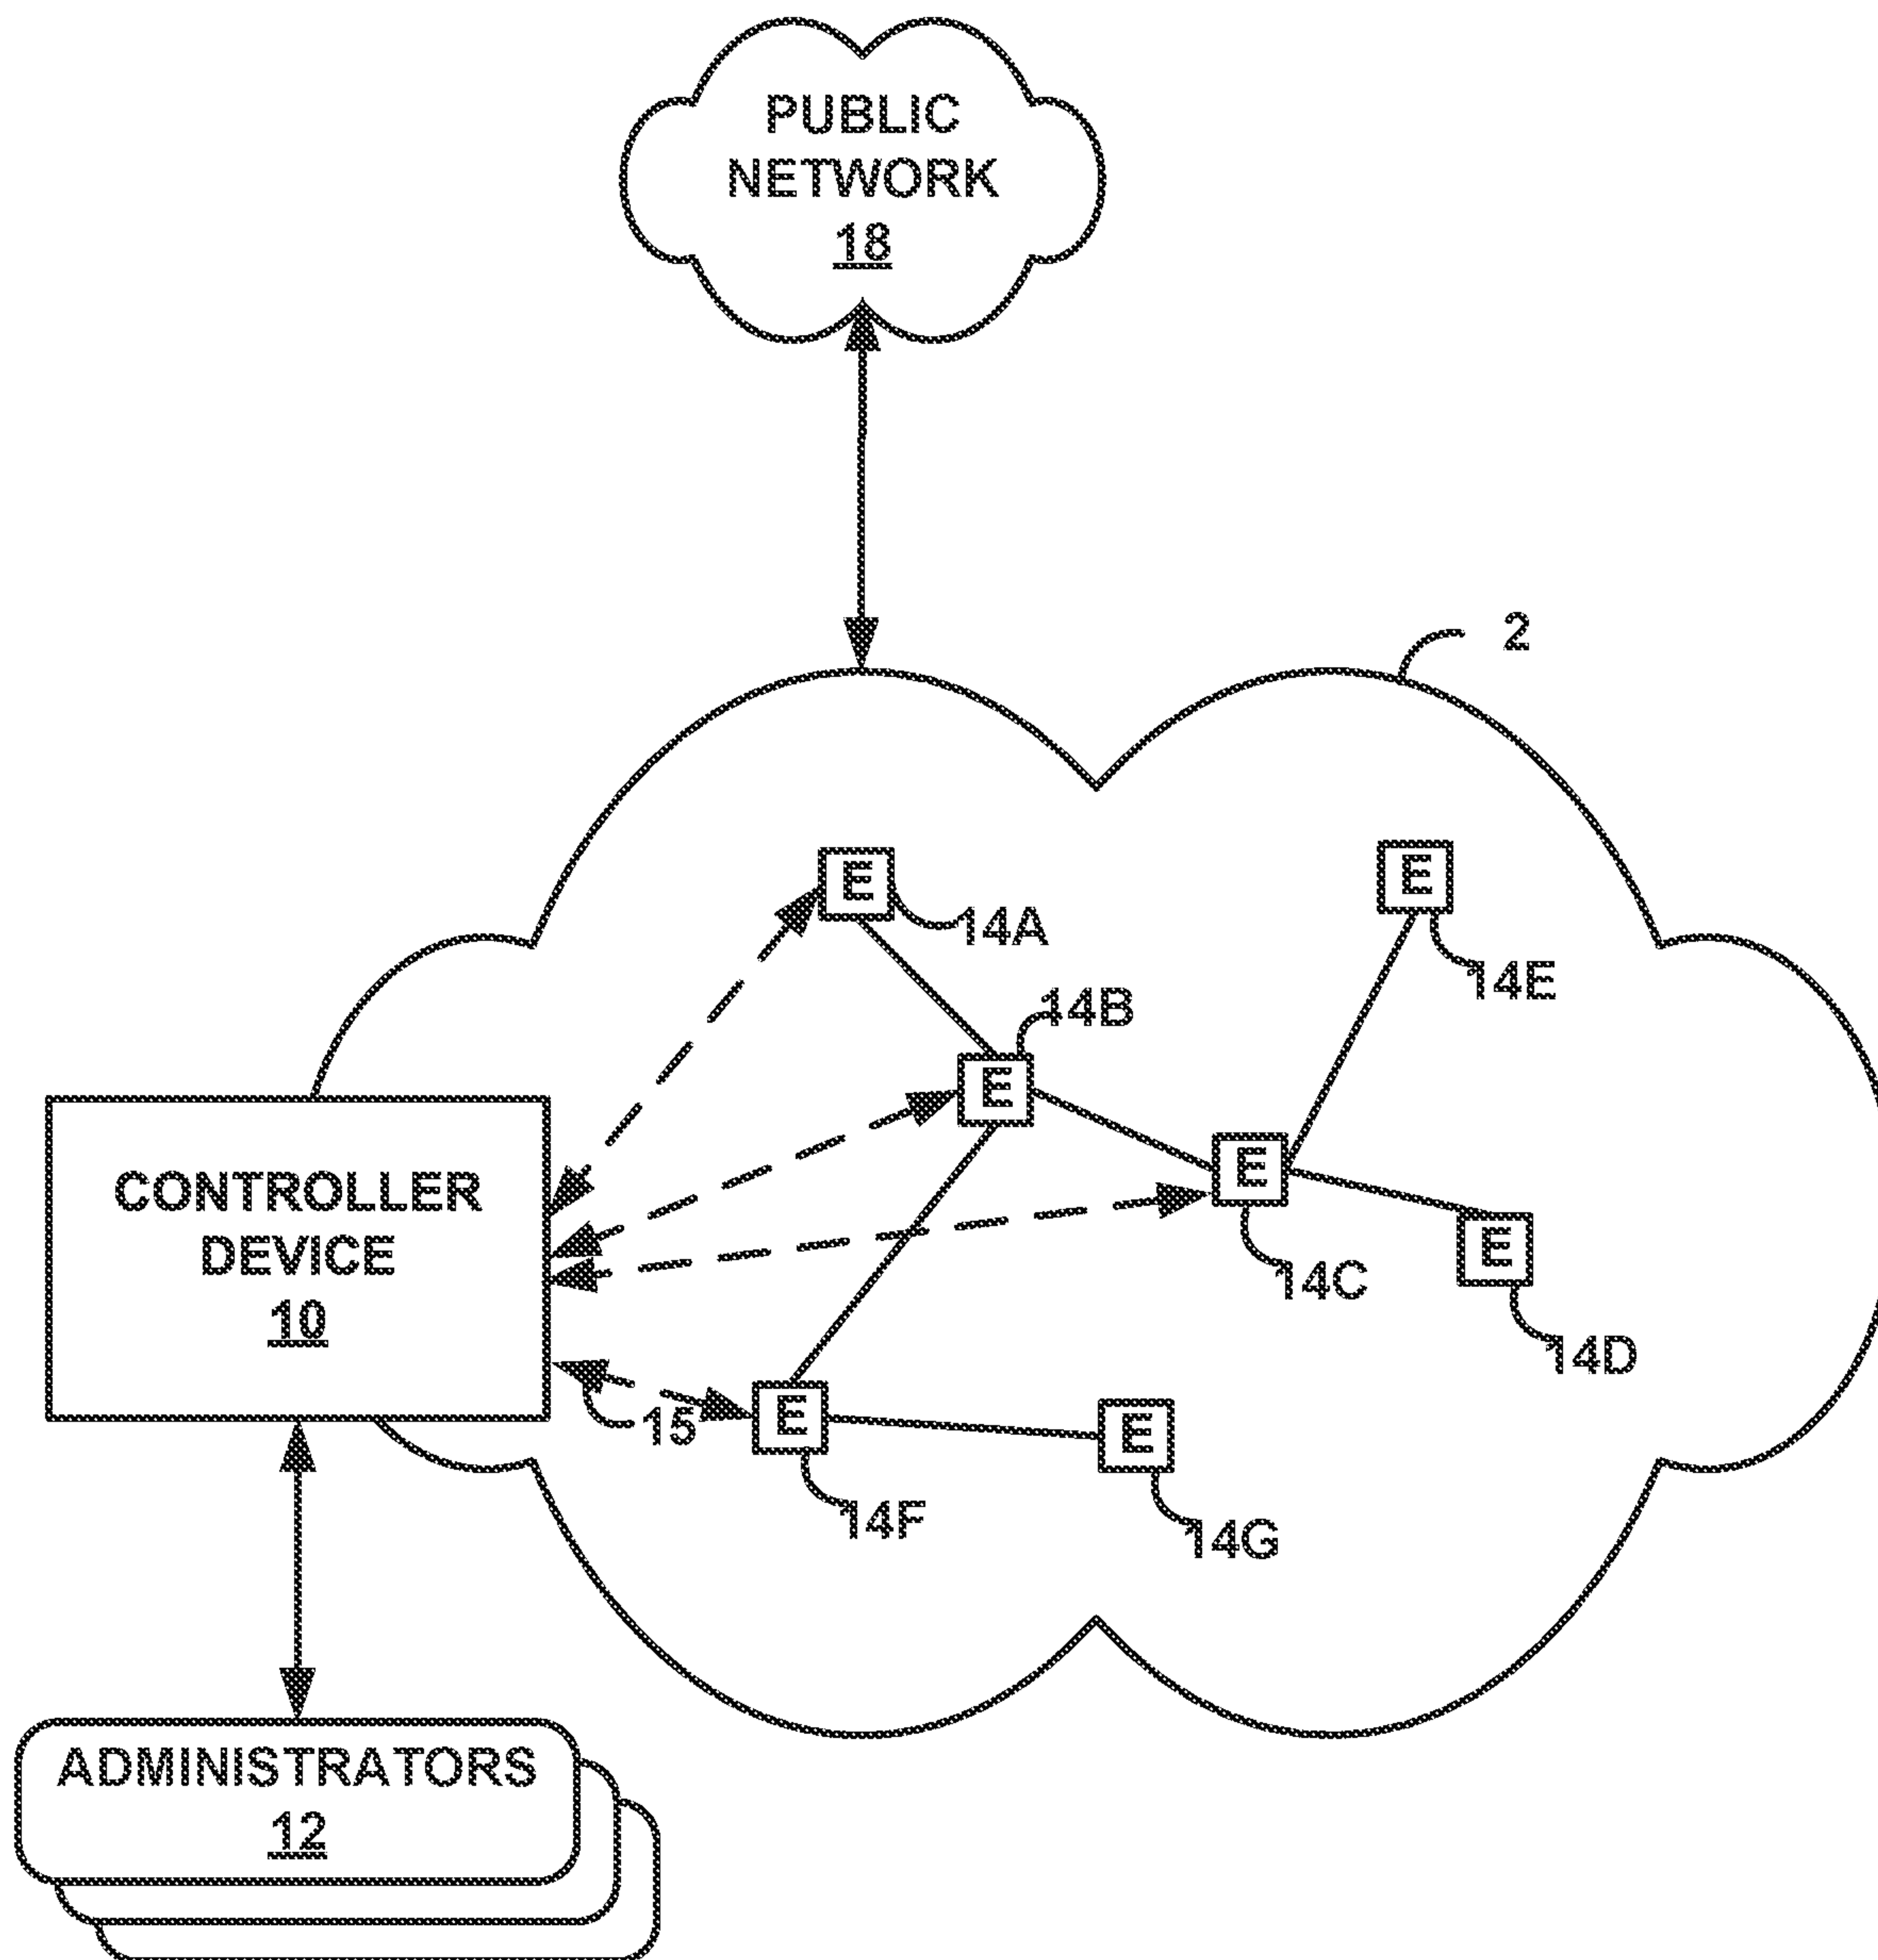 PUBLIC
NETWORK
18
2
E
E
14A
14E
14B
E
E
CONTROLLER
DEVICE
10
E
14C
14D
15
E
E
14F
14G
ADMINISTRATORS
12